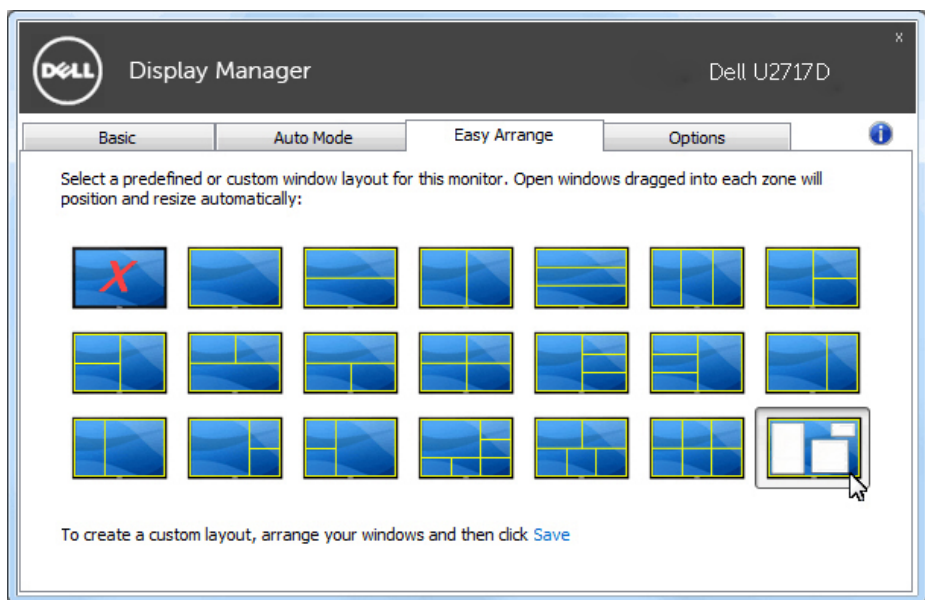 x
DELL
Display Manager
Dell U2717D
Basic
Auto Mode
Easy Arrange
Options
i
Select a predefined or custom window layout for this monitor. Open windows dragged into each zone will
position and resize automatically:
X
To create a custom layout, arrange your windows and then click Save